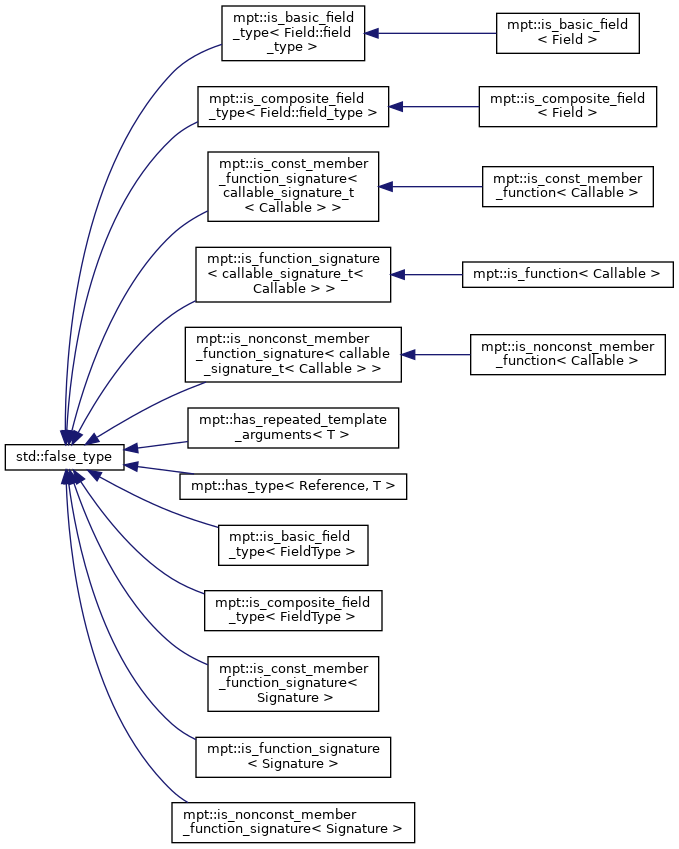 mpt::is_basic_field
_type< Field::field
_type >
mpt::is_basic_field
< Field >
mpt::is_composite_field
_type< Field::field_type >
mpt::is_composite_field
< Field >
mpt::is_const_member
_function_signature<
callable_signature_t
< Callable > >
mpt::is_const_member
_function< Callable >
mpt::is_function_signature
< callable_signature_t<
Callable > >
mpt::is_function< Callable >
mpt::is_nonconst_member
_function_signature< callable
_signature_t< Callable > >
mpt::is_nonconst_member
_function< Callable >
mpt::has_repeated_template
_arguments< T >
std::false_type
mpt::has_type< Reference, T >
mpt::is_basic_field
_type< FieldType >
mpt::is_composite_field
_type< FieldType >
mpt::is_const_member
_function_signature<
Signature >
mpt::is_function_signature
< Signature >
mpt::is_nonconst_member
_function_signature< Signature >